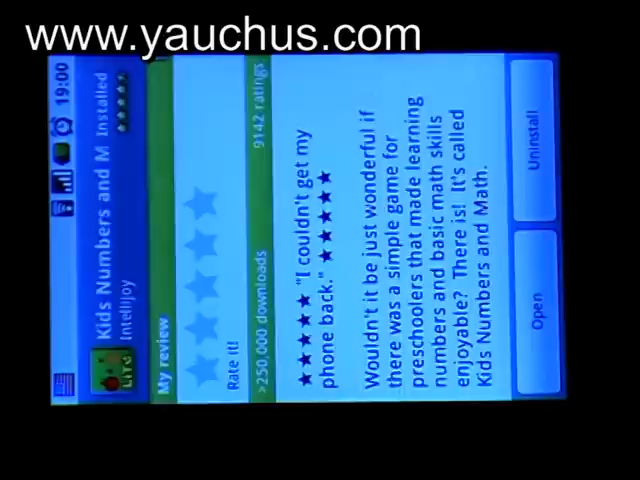 www.yauchus.com
19:00
Kids Numbers and M
Intellijoy
Installed
LITE
My review
Rate it!
>250,000 downloads
9142 ratings
★★★★★ "I couldn't get my
phone back." ★★★★★
Wouldn't it be just wonderful if
there was a simple game for
preschoolers that made learning
numbers and basic math skills
enjoyable? There is! It's called
Kids Numbers and Math.
Open
Uninstall